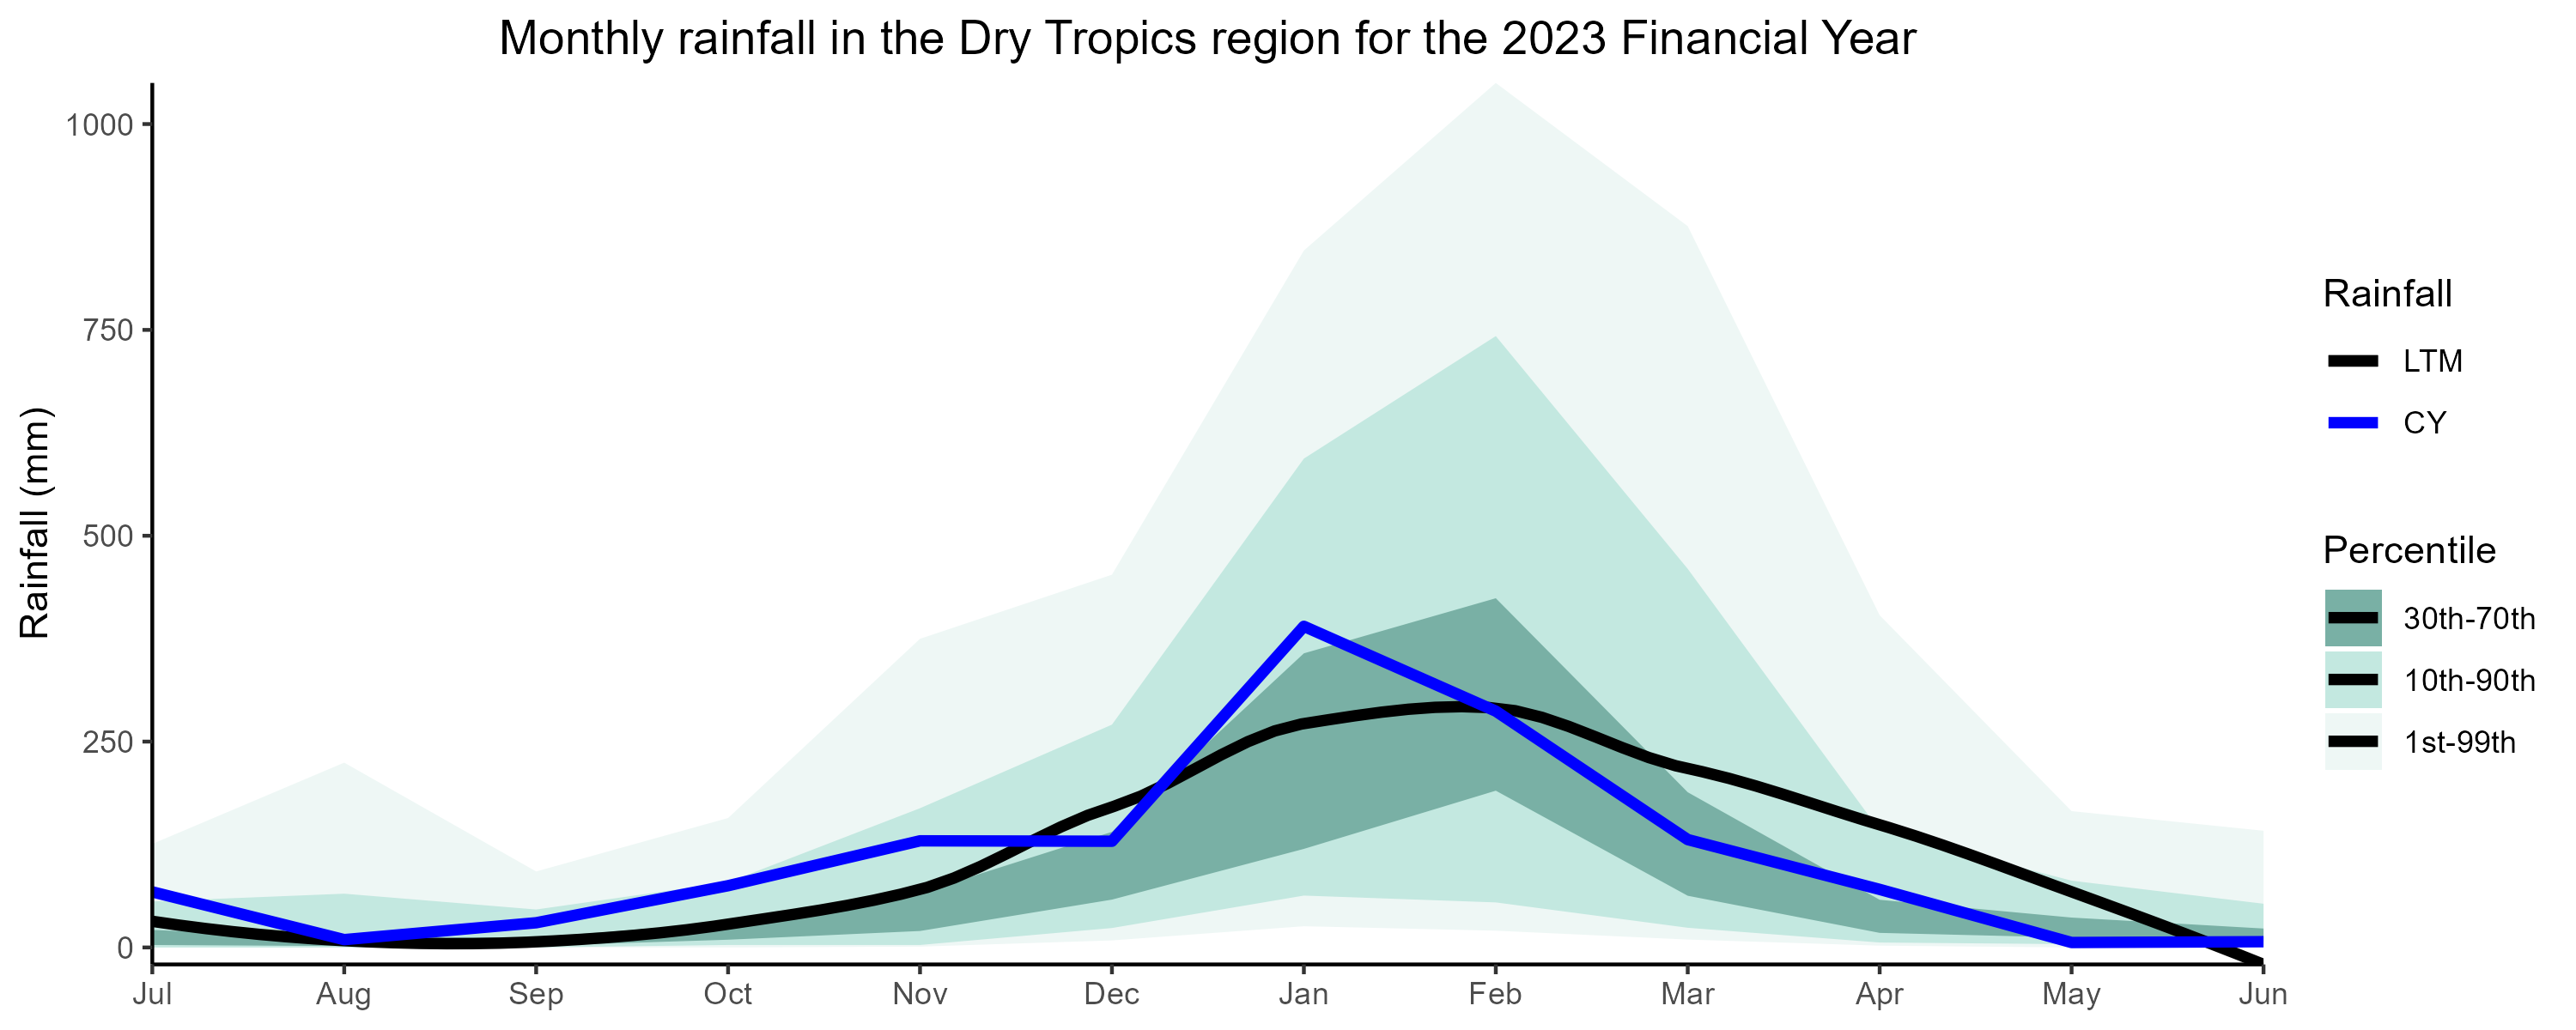 Monthly rainfall in the Dry Tropics region for the 2023 Financial Year
Rainfall (mm)
1000
750
500
250
0
Jul Aug Sep Oct Nov Dec Jan Feb Mar Apr May Jun
Rainfall
LTM
CY
Percentile
30th-70th
10th-90th
1st-99th